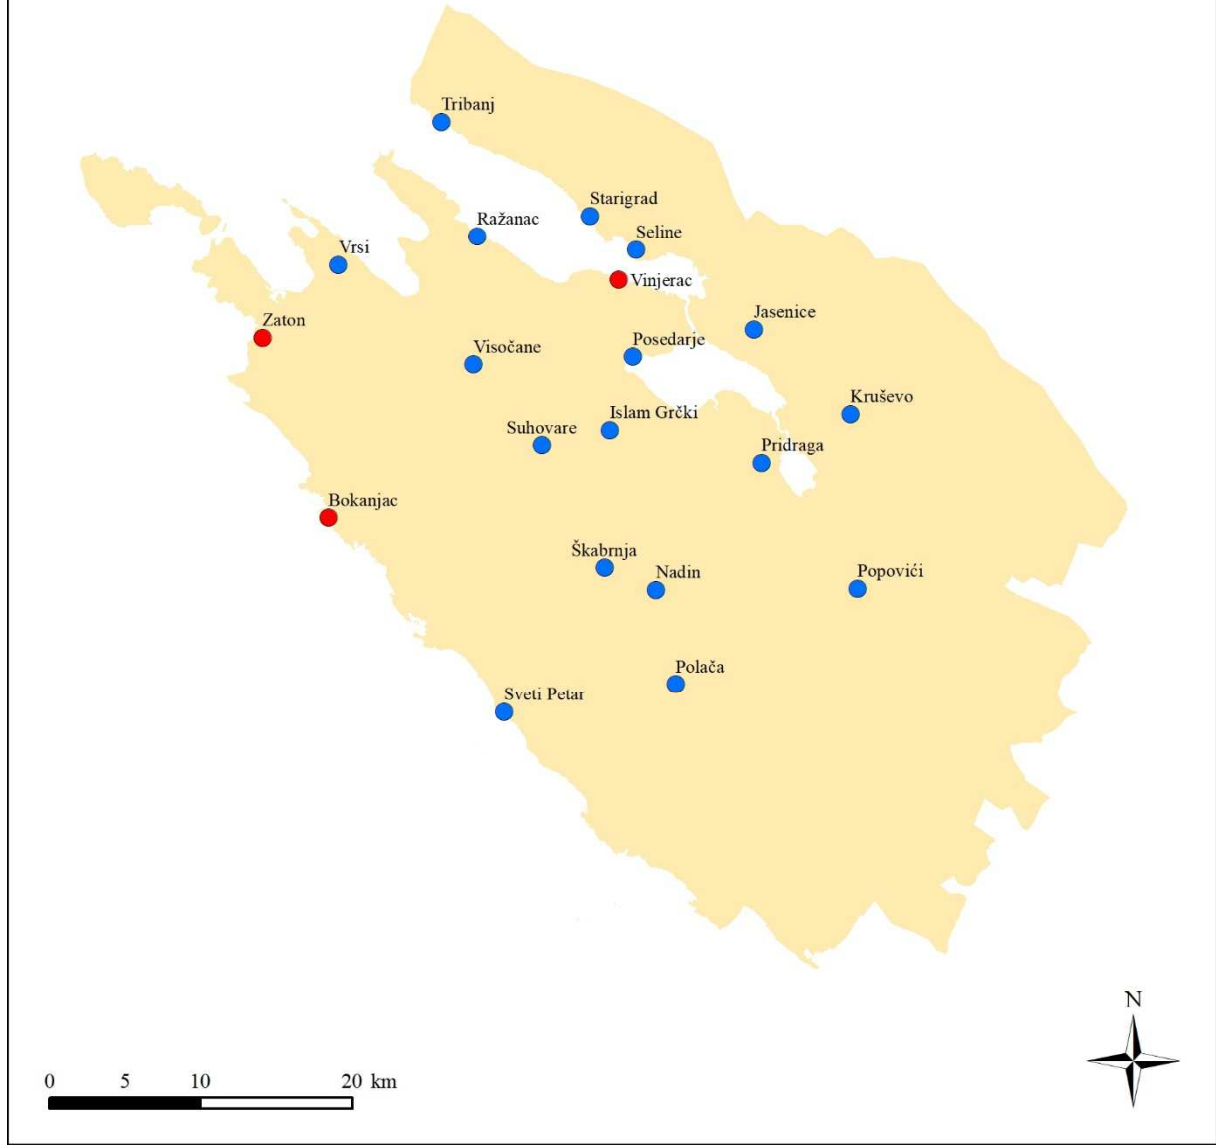 Tribanj
Starigrad
Ražanac
Seline
Vrsi
Vinjerac
Zaton
Jasenice
Posedarje
Visočane
Kruševo
Islam Grčki
Suhovare
Pridraga
Bokanjac
Škabrnja
Nadin
Popovići
Polača
Sveti Petar
N
0 5 10 20 km